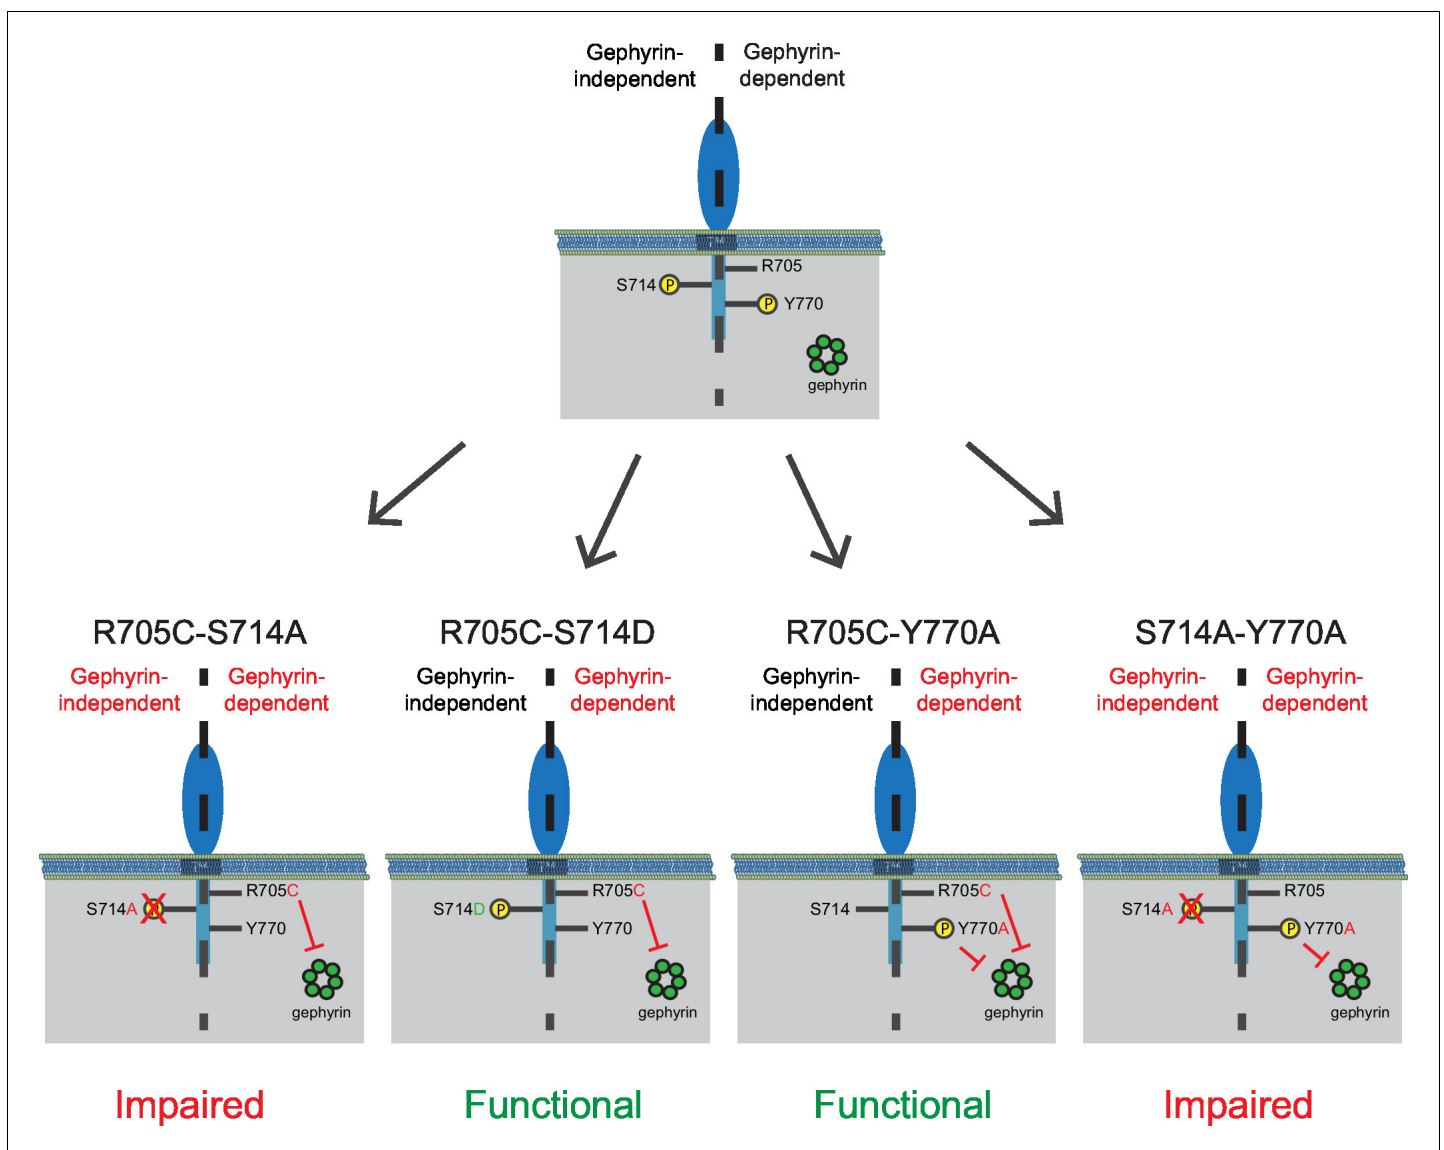 Gephyrin-
independent
Gephyrin-
dependent
R705
S714 P
P Y770
gephyrin
R705C-S714A
Gephyrin-
independent
Gephyrin-
dependent
R705C
S714A P
Y770
gephyrin
Impaired
R705C-S714D
Gephyrin-
independent
Gephyrin-
dependent
R705C
S714D P
Y770
gephyrin
Functional
R705C-Y770A
Gephyrin-
independent
Gephyrin-
dependent
R705C
S714
P Y770A
gephyrin
Functional
S714A-Y770A
Gephyrin-
independent
Gephyrin-
dependent
R705
S714A P
P Y770A
gephyrin
Impaired